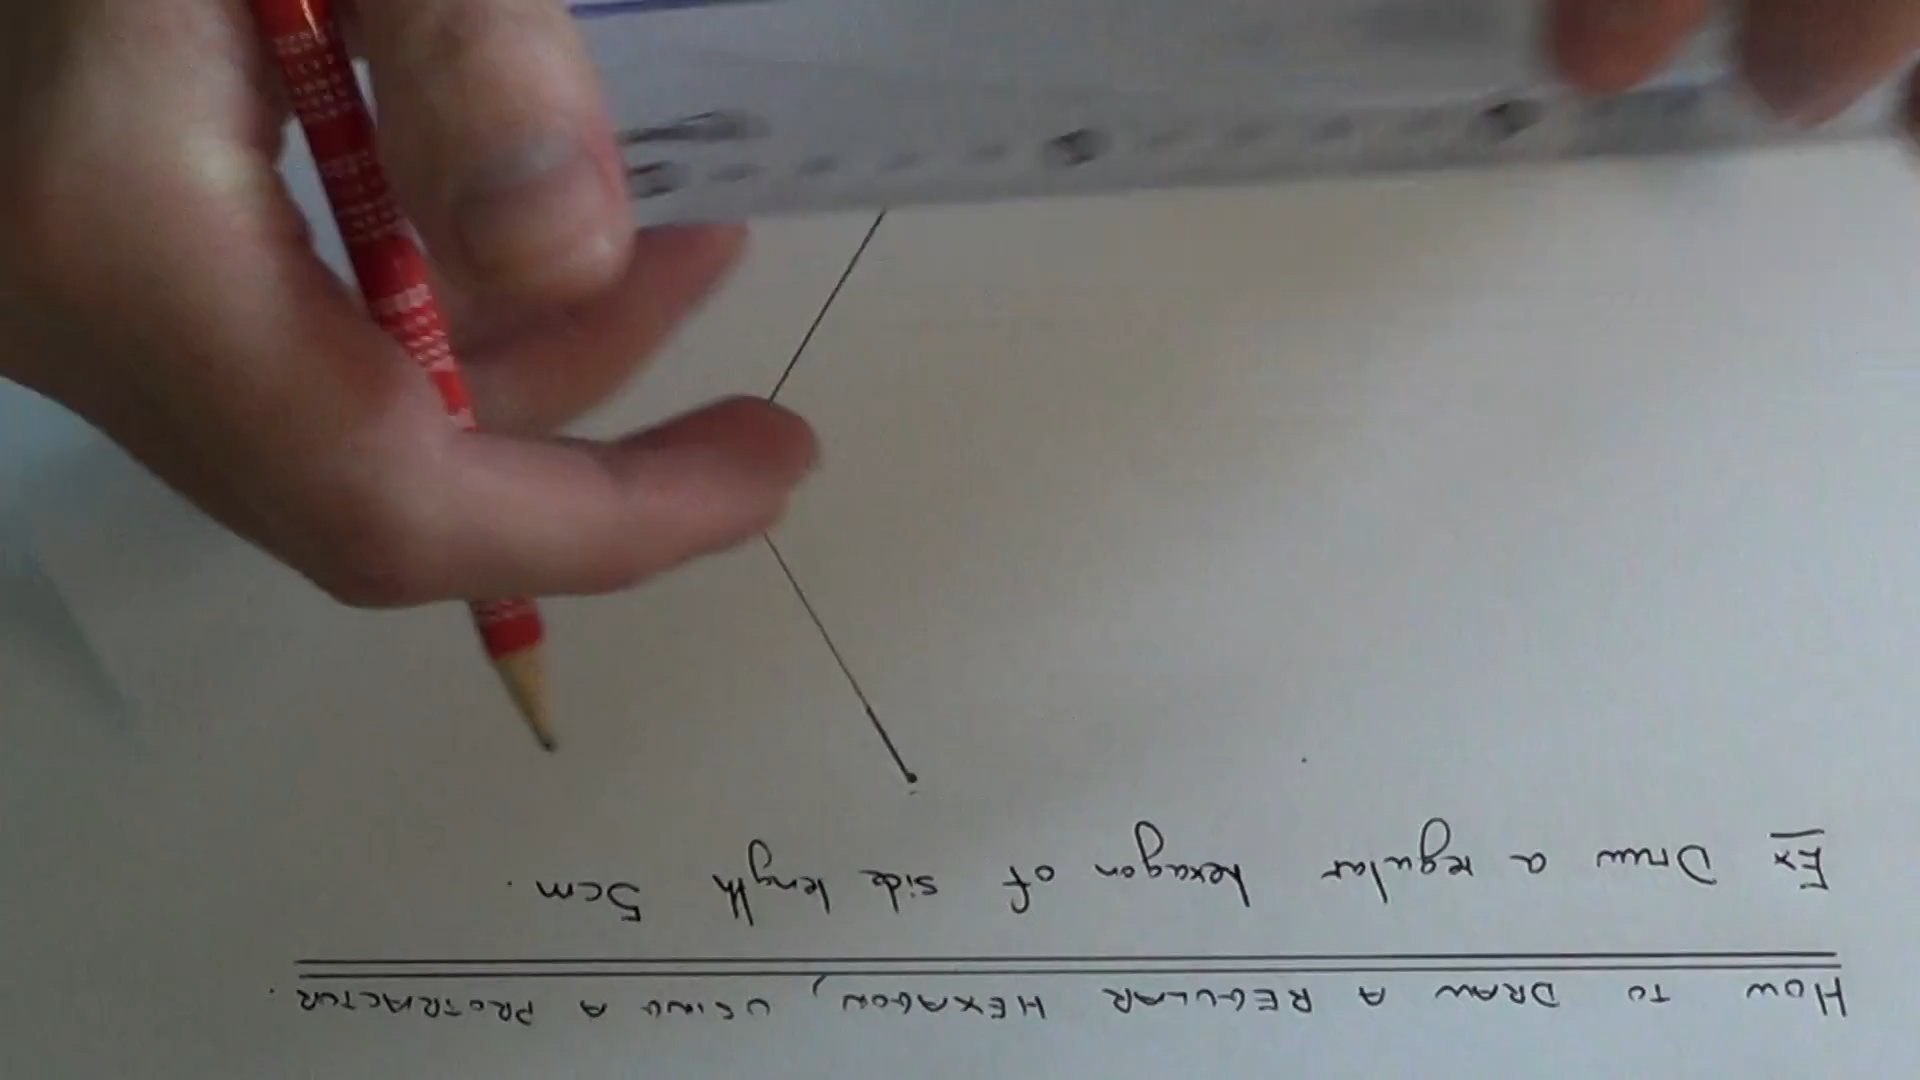 HOW TO DRAW A REGULAR HEXAGON, USING A PROTRACTOR.
Ex Draw a regular hexagon of side length 5cm.